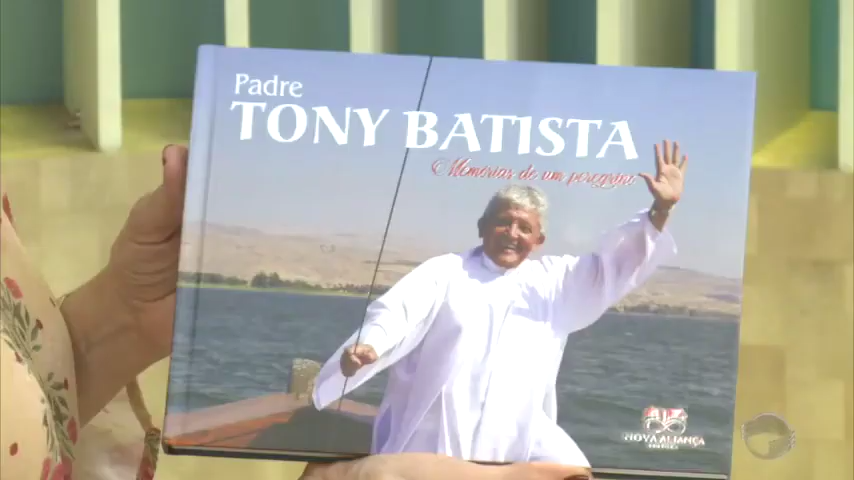 Padre
TONY BATISTA
Memórias de um peregrino
NOVA ALIANÇA